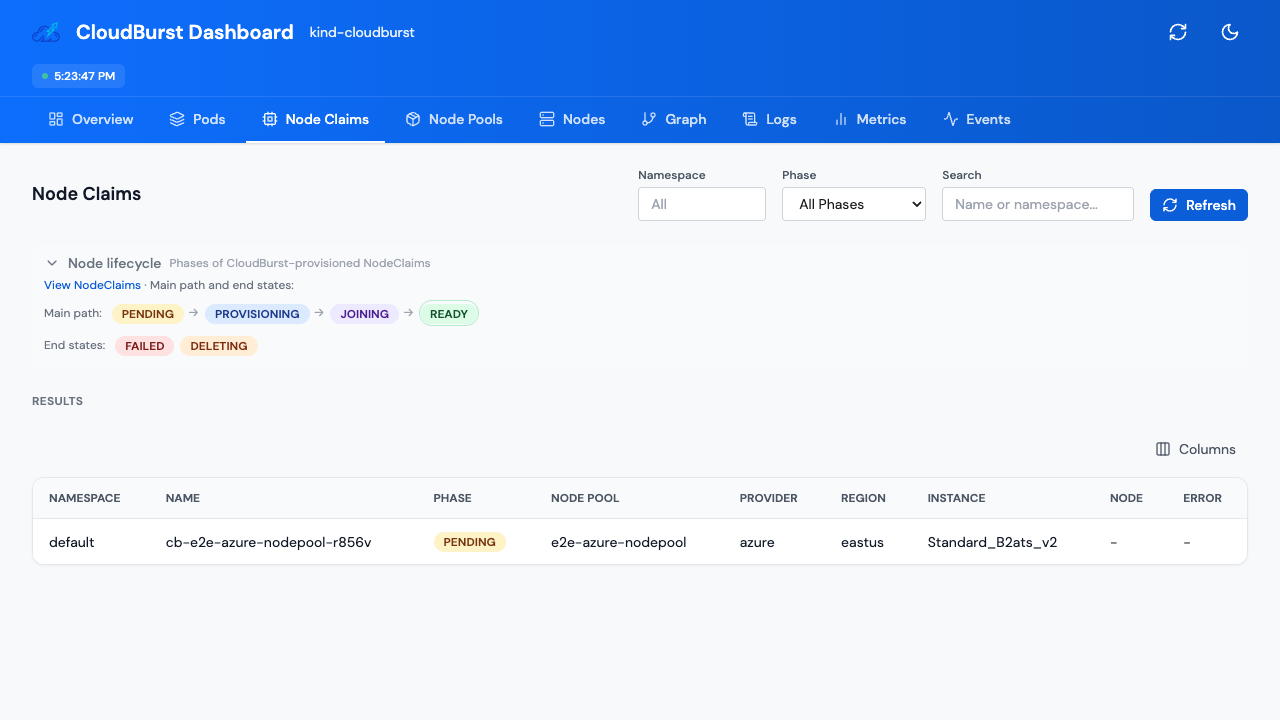 CloudBurst Dashboard kind-cloudburst
5:23:47 PM
Overview Pods Node Claims Node Pools Nodes Graph Logs Metrics Events
Node Claims
Namespace Phase Search
All All Phases Name or namespace... Refresh
Node lifecycle Phases of CloudBurst-provisioned NodeClaims
View NodeClaims · Main path and end states:
Main path: PENDING → PROVISIONING → JOINING → READY
End states: FAILED DELETING
RESULTS
Columns
NAMESPACE NAME PHASE NODE POOL PROVIDER REGION INSTANCE NODE ERROR
default cb-e2e-azure-nodepool-r856v PENDING e2e-azure-nodepool azure eastus Standard_B2ats_v2 - -